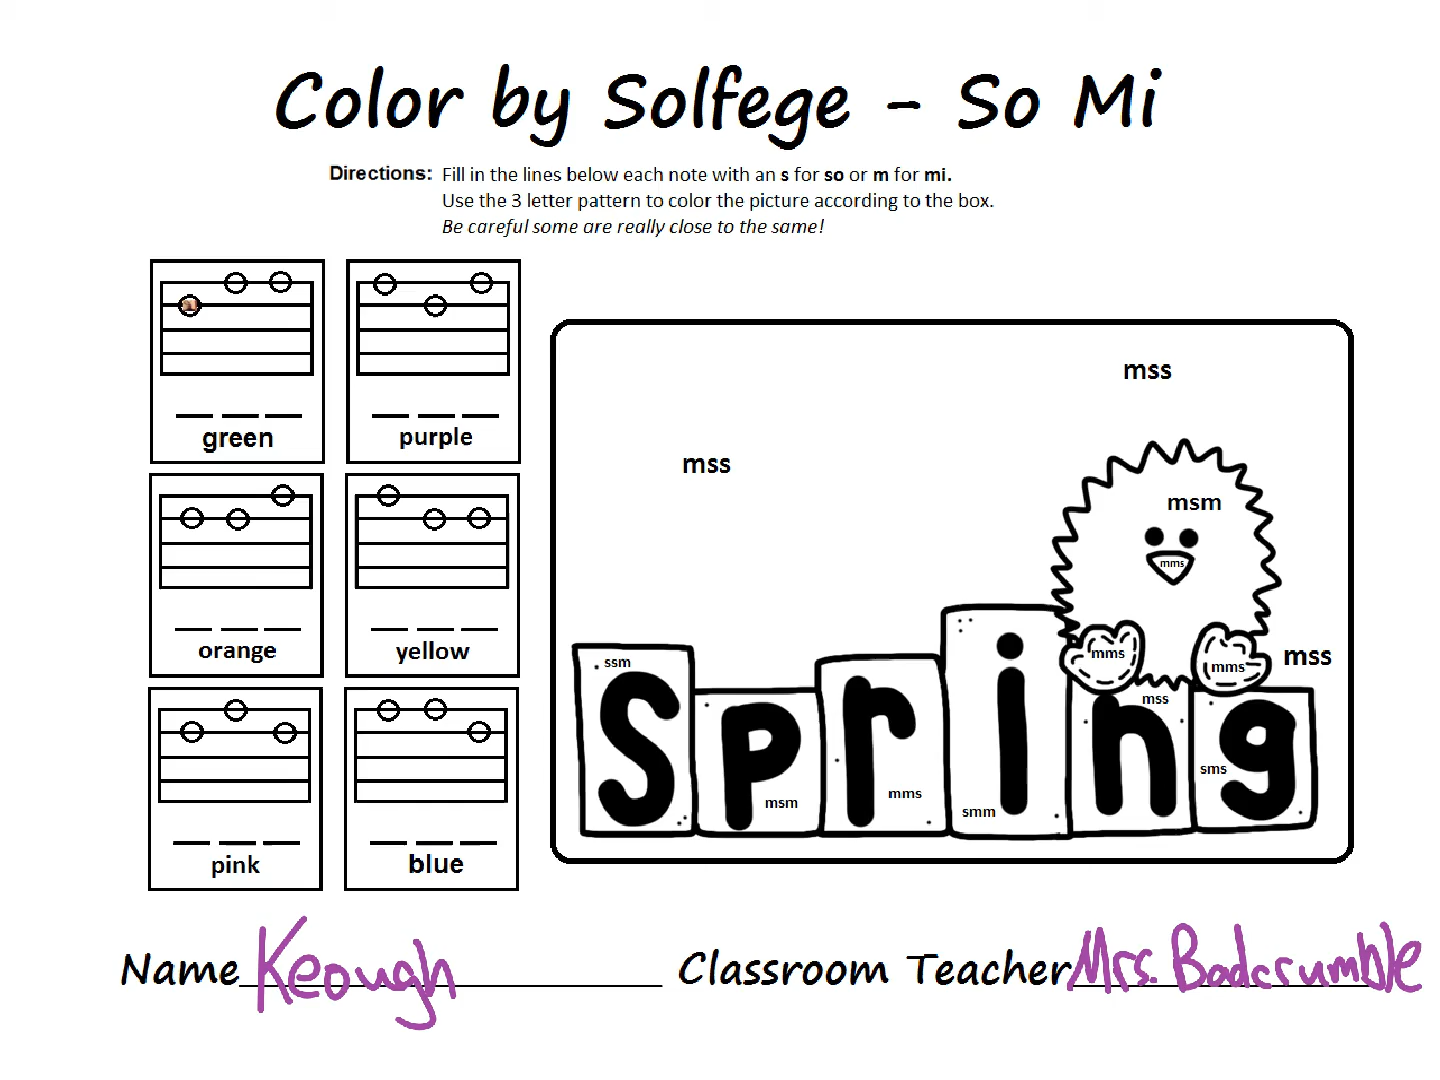 Color by Solfege - So Mi
Directions: Fill in the lines below each note with an s for so or m for mi.
Use the 3 letter pattern to color the picture according to the box.
Be careful some are really close to the same!
green
purple
orange
yellow
pink
blue
mss
mss
msm
mms
mms
mms
mss
ssm
mss
sms
msm
mms
smm
Spring
Name Keough Classroom Teacher Mrs. Badcrumble